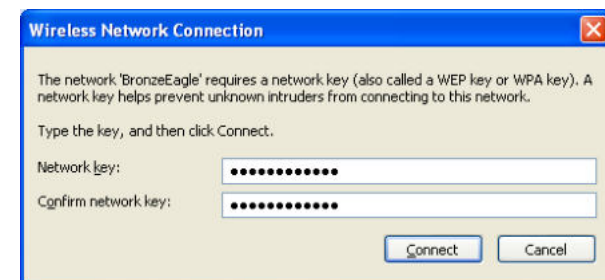 Wireless Network Connection
The network 'BronzeEagle' requires a network key (also called a WEP key or WPA key). A
network key helps prevent unknown intruders from connecting to this network.
Type the key, and then click Connect.
Network key: ••••••••••••
Confirm network key: ••••••••••••
Connect Cancel